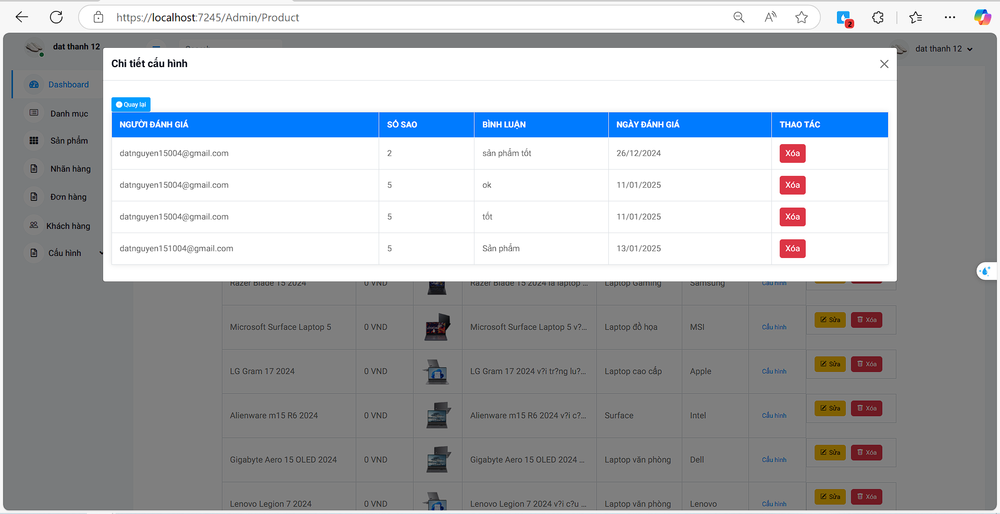 https://localhost:7245/Admin/Product
2
dat thanh 12
dat thanh 12
Chi tiết cấu hình
Dashboard
Danh mục
Sản phẩm
Nhãn hàng
Đơn hàng
Khách hàng
Cấu hình
Quay lại
NGƯỜI ĐÁNH GIÁ SỐ SAO BÌNH LUẬN NGÀY ĐÁNH GIÁ THAO TÁC
datnguyen15004@gmail.com 2 sản phẩm tốt 26/12/2024 Xóa
datnguyen15004@gmail.com 5 ok 11/01/2025 Xóa
datnguyen15004@gmail.com 5 tốt 11/01/2025 Xóa
datnguyen151004@gmail.com 5 Sản phẩm 13/01/2025 Xóa
Razer Blade 15 2024 0 VND Razer Blade 15 2024 là laptop ... Laptop Gaming Samsung Cấu hình
Microsoft Surface Laptop 5 0 VND Microsoft Surface Laptop 5 v?... Laptop đồ họa MSI Cấu hình Sửa Xóa
LG Gram 17 2024 0 VND LG Gram 17 2024 v?i tr?ng lu?... Laptop cao cấp Apple Cấu hình Sửa Xóa
Alienware m15 R6 2024 0 VND Alienware m15 R6 2024 v?i c?... Surface Intel Cấu hình Sửa Xóa
Gigabyte Aero 15 OLED 2024 0 VND Gigabyte Aero 15 OLED 2024 ... Laptop văn phòng Dell Cấu hình Sửa Xóa
Lenovo Legion 7 2024 0 VND Lenovo Legion 7 2024 v?i c?u ... Laptop văn phòng Lenovo Cấu hình Sửa Xóa